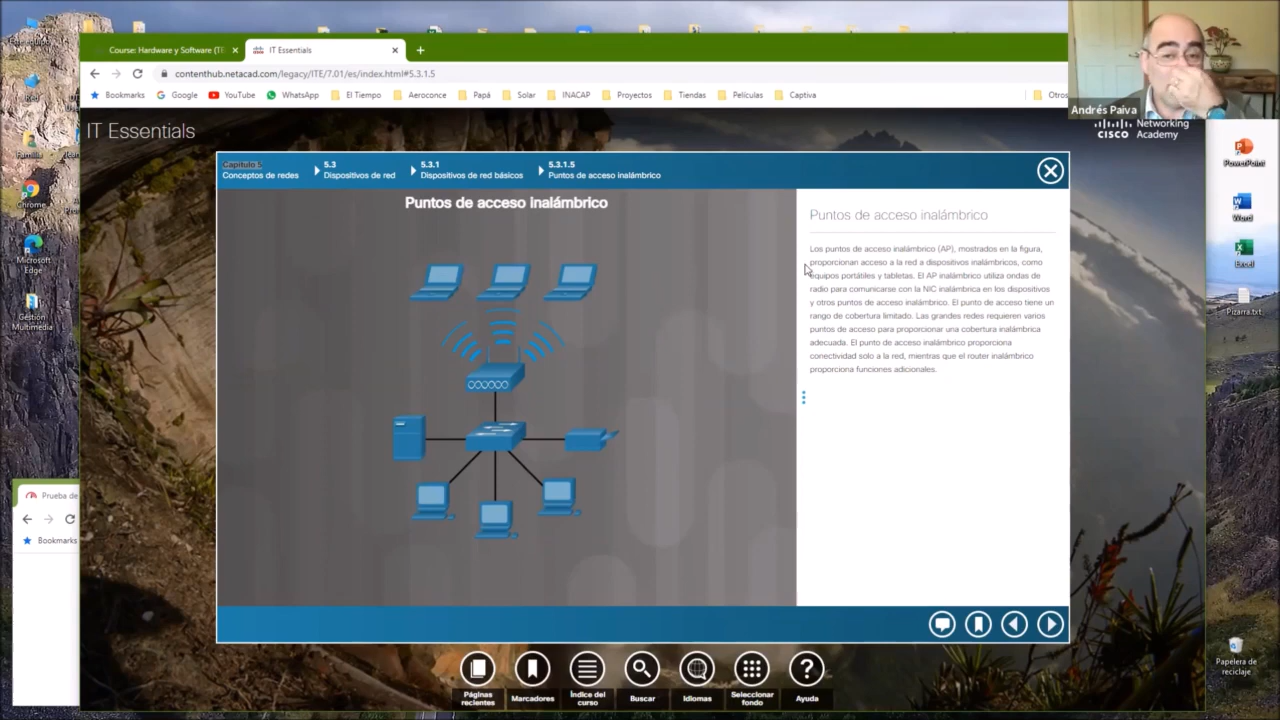 Course: Hardware y Software (TE
IT Essentials
contenthub.netacad.com/legacy/ITE/7.01/es/index.html#5.3.1.5
Bookmarks
Google
YouTube
WhatsApp
El Tiempo
Aeroconce
Papá
Solar
INACAP
Proyectos
Tiendas
Películas
Captiva
Otros
Andrés Paiva
IT Essentials
CISCO
Networking
Academy
Capítulo 5
Conceptos de redes
5.3
Dispositivos de red
5.3.1
Dispositivos de red básicos
5.3.1.5
Puntos de acceso inalámbrico
Puntos de acceso inalámbrico
Puntos de acceso inalámbrico
Los puntos de acceso inalámbrico (AP), mostrados en la figura,
proporcionan acceso a la red a dispositivos inalámbricos, como
equipos portátiles y tabletas. El AP inalámbrico utiliza ondas de
radio para comunicarse con la NIC inalámbrica en los dispositivos
y otros puntos de acceso inalámbrico. El punto de acceso tiene un
rango de cobertura limitado. Las grandes redes requieren varios
puntos de acceso para proporcionar una cobertura inalámbrica
adecuada. El punto de acceso inalámbrico proporciona
conectividad solo a la red, mientras que el router inalámbrico
proporciona funciones adicionales.
Páginas
recientes
Marcadores
Índice del
curso
Buscar
Idiomas
Seleccionar
fondo
Ayuda
Red
Familia
Chrome
Microsoft
Edge
Gestión
Multimedia
Prueba de
Bookmarks
PowerPoint
Word
Excel
Pizarra.txt
Papelera de
reciclaje